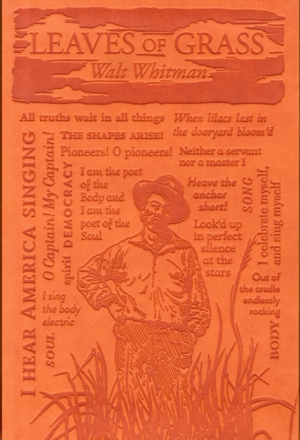 LEAVES OF GRASS
Walt Whitman
All truths wait in all things
When lilacs last in
the dooryard bloom'd
THE SHAPES ARISE!
Pioneers! O pioneers!
Neither a servant
nor a master I
I HEAR AMERICA SINGING
O Captain! My Captain!
spirit
DEMOCRACY
I am the poet
of the
Body and
I am the
poet of the
Soul
Heave the
anchor
short!
SONG
I celebrate myself,
and sing myself
Look'd up
in perfect
silence
at the
stars
Out of
the cradle
endlessly
rocking
I sing
the body
electric
SOUL
BODY